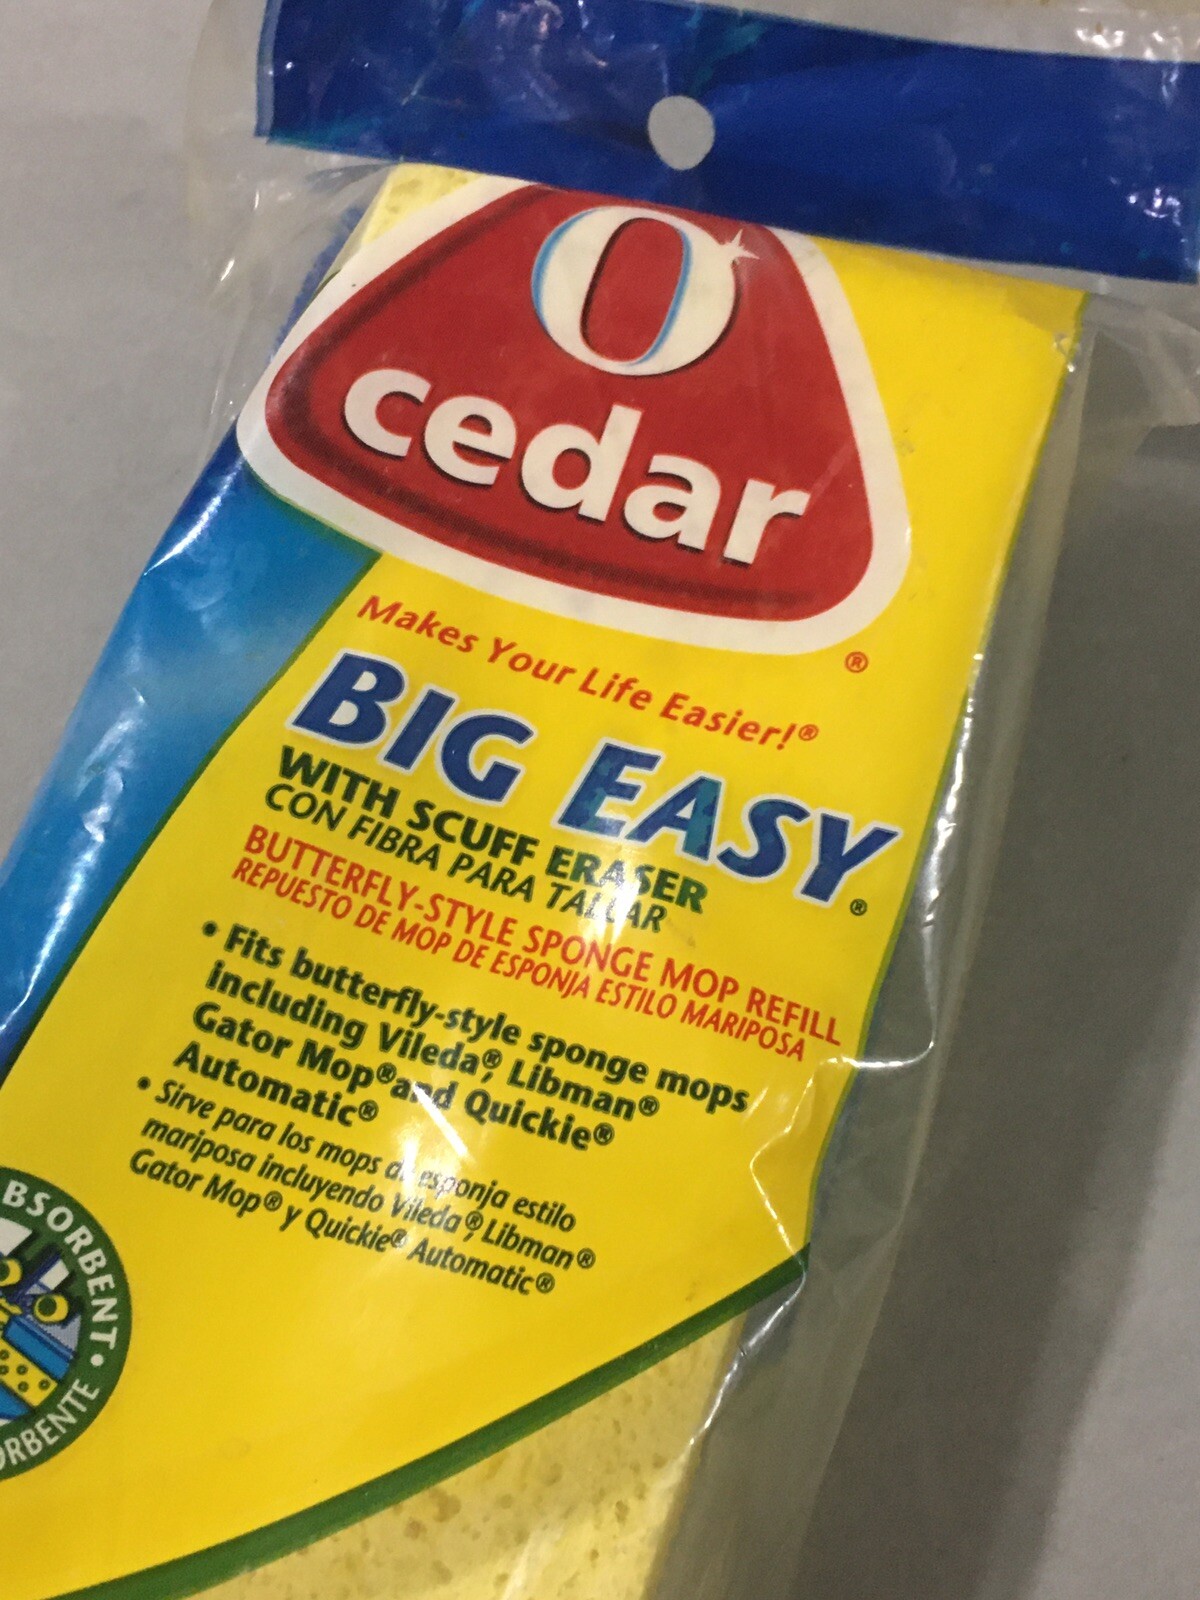 O
cedar
®
Makes Your Life Easier!®
BIG EASY®
WITH SCUFF ERASER
CON FIBRA PARA TALLAR
BUTTERFLY-STYLE SPONGE MOP REFILL
REPUESTO DE MOP DE ESPONJA ESTILO MARIPOSA
• Fits butterfly-style sponge mops
including Vileda®, Libman®
Gator Mop® and Quickie®
Automatic®
• Sirve para los mops de esponja estilo
mariposa incluyendo Vileda®, Libman®
Gator Mop® y Quickie® Automatic®
BSORBENT •
ORBENTE